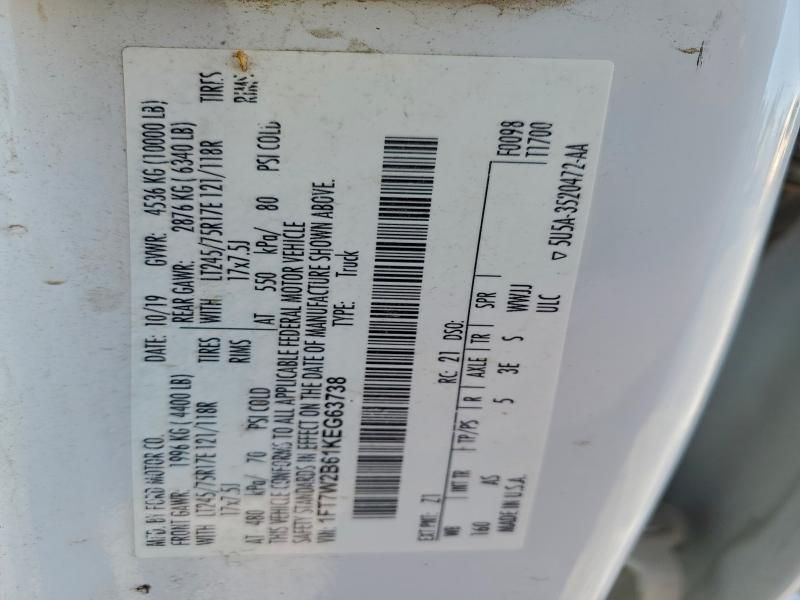 MFD. BY FORD MOTOR CO. DATE: 10/19 GVWR: 4536 KG (10000 LB)
FRONT GAWR: 1996 KG (4400 LB) REAR GAWR: 2876 KG (6340 LB)
WITH LT245/75R17E 121/118R TIRES WITH LT245/75R17E 121/118R TIRES
17x7.5J RIMS 17x7.5J RIMS
AT 480 kPa/ 70 PSI COLD AT 550 kPa/ 80 PSI COLD
THIS VEHICLE CONFORMS TO ALL APPLICABLE FEDERAL MOTOR VEHICLE
SAFETY STANDARDS IN EFFECT ON THE DATE OF MANUFACTURE SHOWN ABOVE.
VIN: 1FT7W2B61KEG63738 TYPE: Truck
EXT PNT: Z1 RC: 21 DSO: F0098
WB INT TR TP/PS R AXLE TR SPR T11700
160 AS 5 3E S WWJJ
MADE IN U.S.A. ULC
▽ 5U5A-3520472-AA